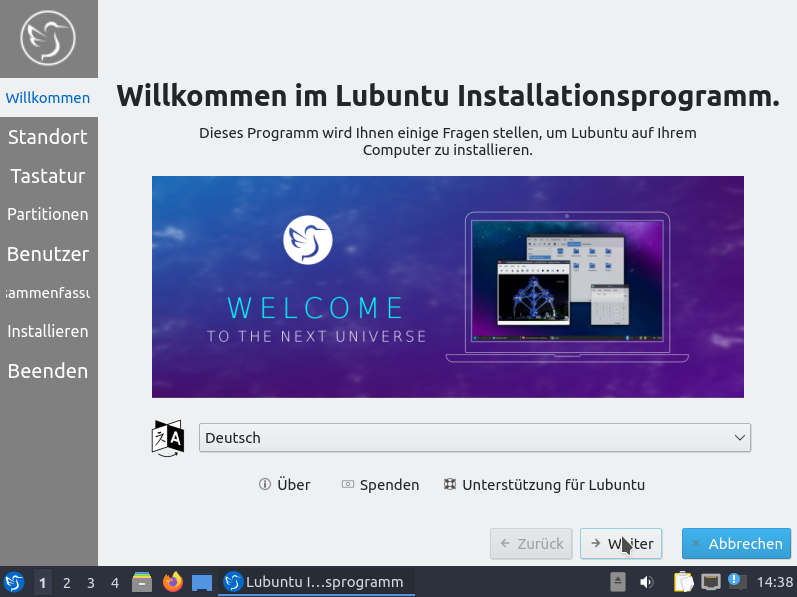 Willkommen
Standort
Tastatur
Partitionen
Benutzer
sammenfassu
Installieren
Beenden
Willkommen im Lubuntu Installationsprogramm.
Dieses Programm wird Ihnen einige Fragen stellen, um Lubuntu auf Ihrem
Computer zu installieren.
WELCOME
TO THE NEXT UNIVERSE
Deutsch
Über
Spenden
Unterstützung für Lubuntu
Zurück
Weiter
Abbrechen
1 2 3 4
Lubuntu I...sprogramm
14:38